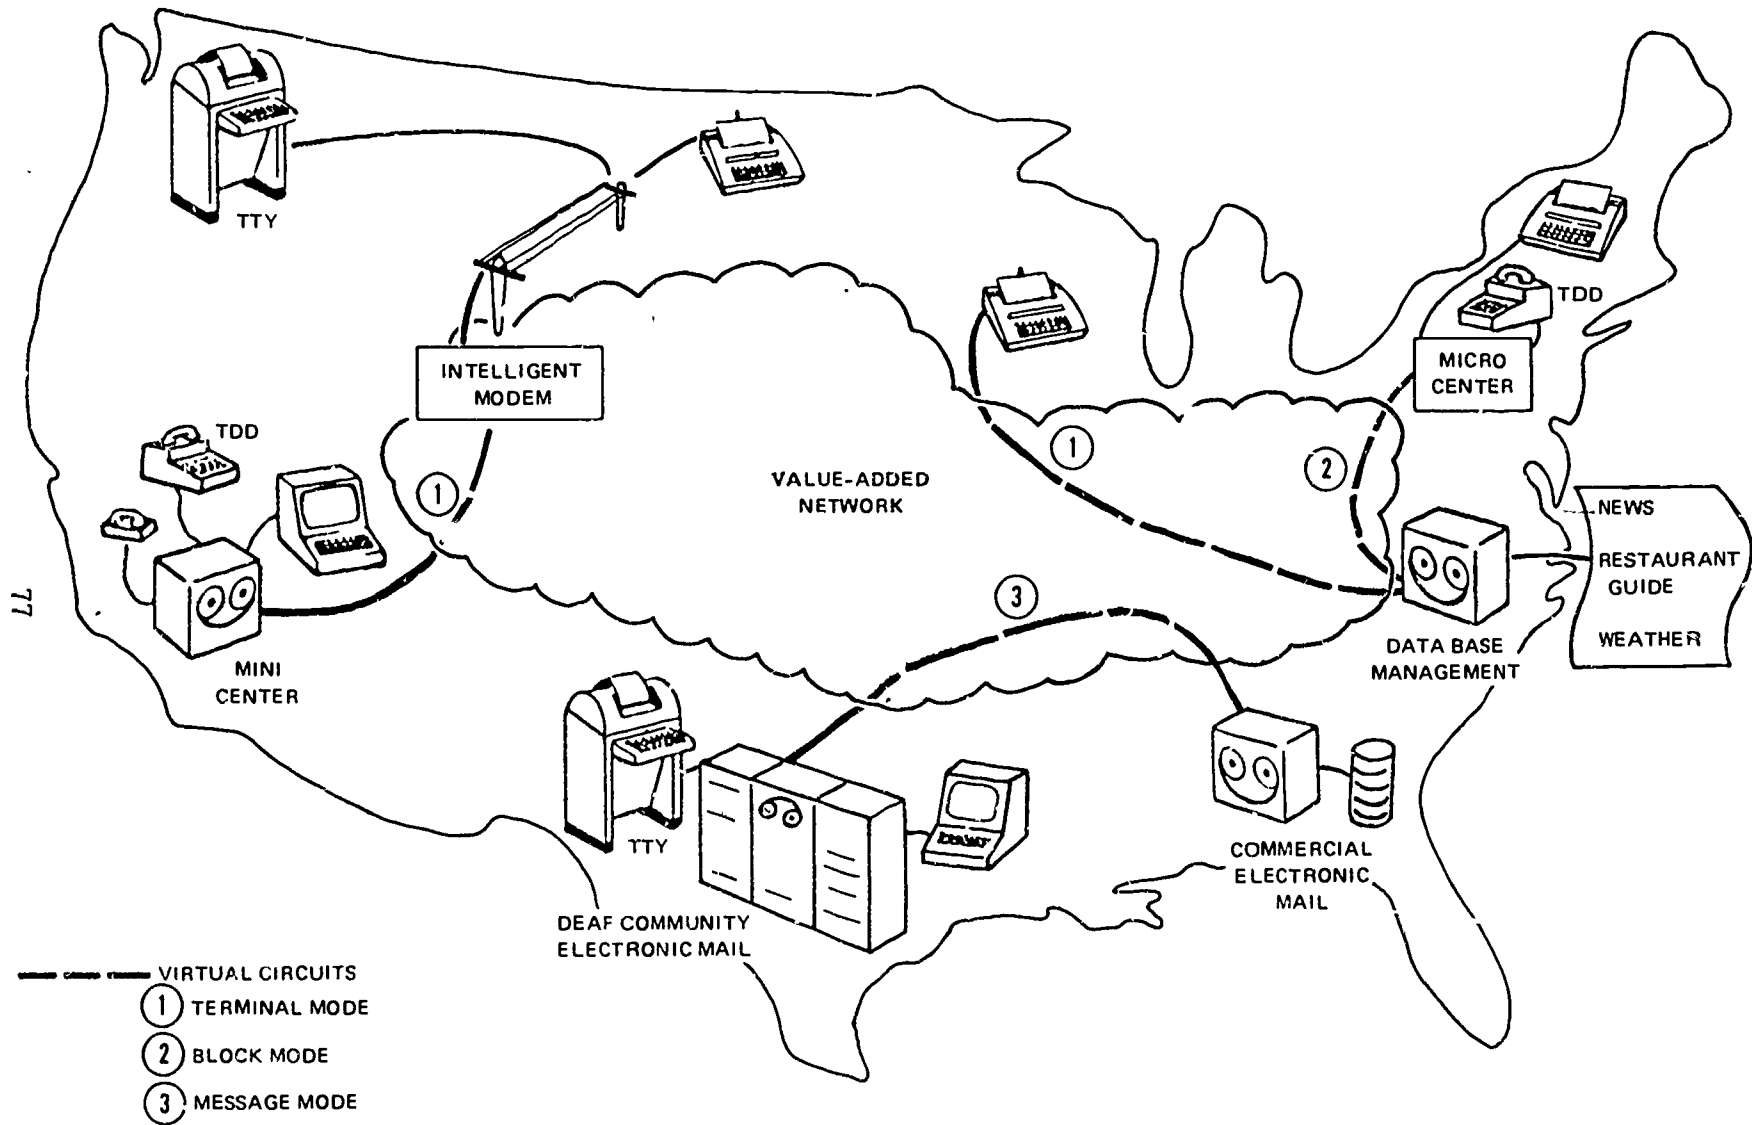 TTY
TDD
INTELLIGENT
MODEM
MICRO
CENTER
TDD
1
1
2
VALUE-ADDED
NETWORK
NEWS
RESTAURANT
GUIDE
WEATHER
3
DATA BASE
MANAGEMENT
MINI
CENTER
77
TTY
COMMERCIAL
ELECTRONIC
MAIL
DEAF COMMUNITY
ELECTRONIC MAIL
VIRTUAL CIRCUITS
1 TERMINAL MODE
2 BLOCK MODE
3 MESSAGE MODE